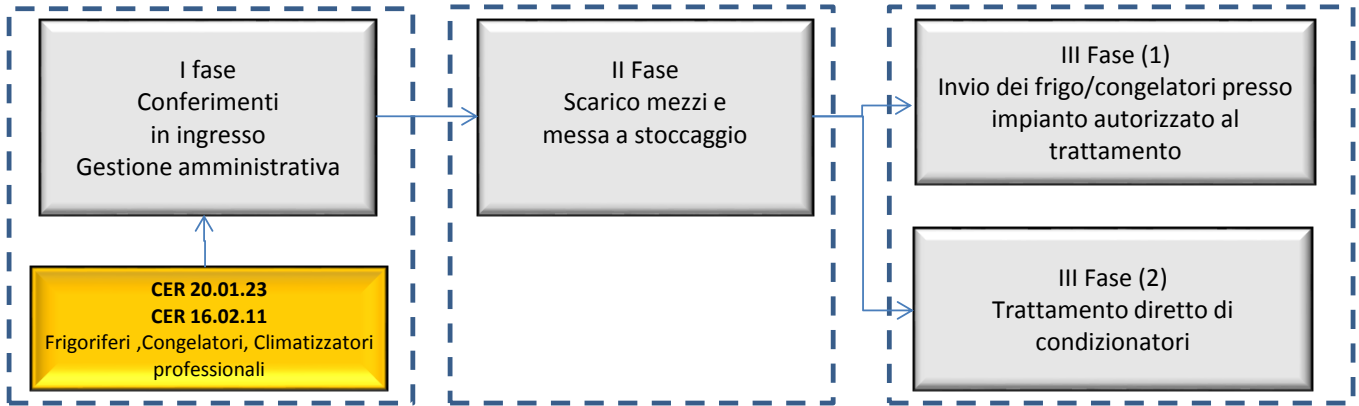 I fase
Conferimenti
in ingresso
Gestione amministrativa
CER 20.01.23
CER 16.02.11
Frigoriferi ,Congelatori, Climatizzatori
professionali
II Fase
Scarico mezzi e
messa a stoccaggio
III Fase (1)
Invio dei frigo/congelatori presso
impianto autorizzato al
trattamento
III Fase (2)
Trattamento diretto di
condizionatori